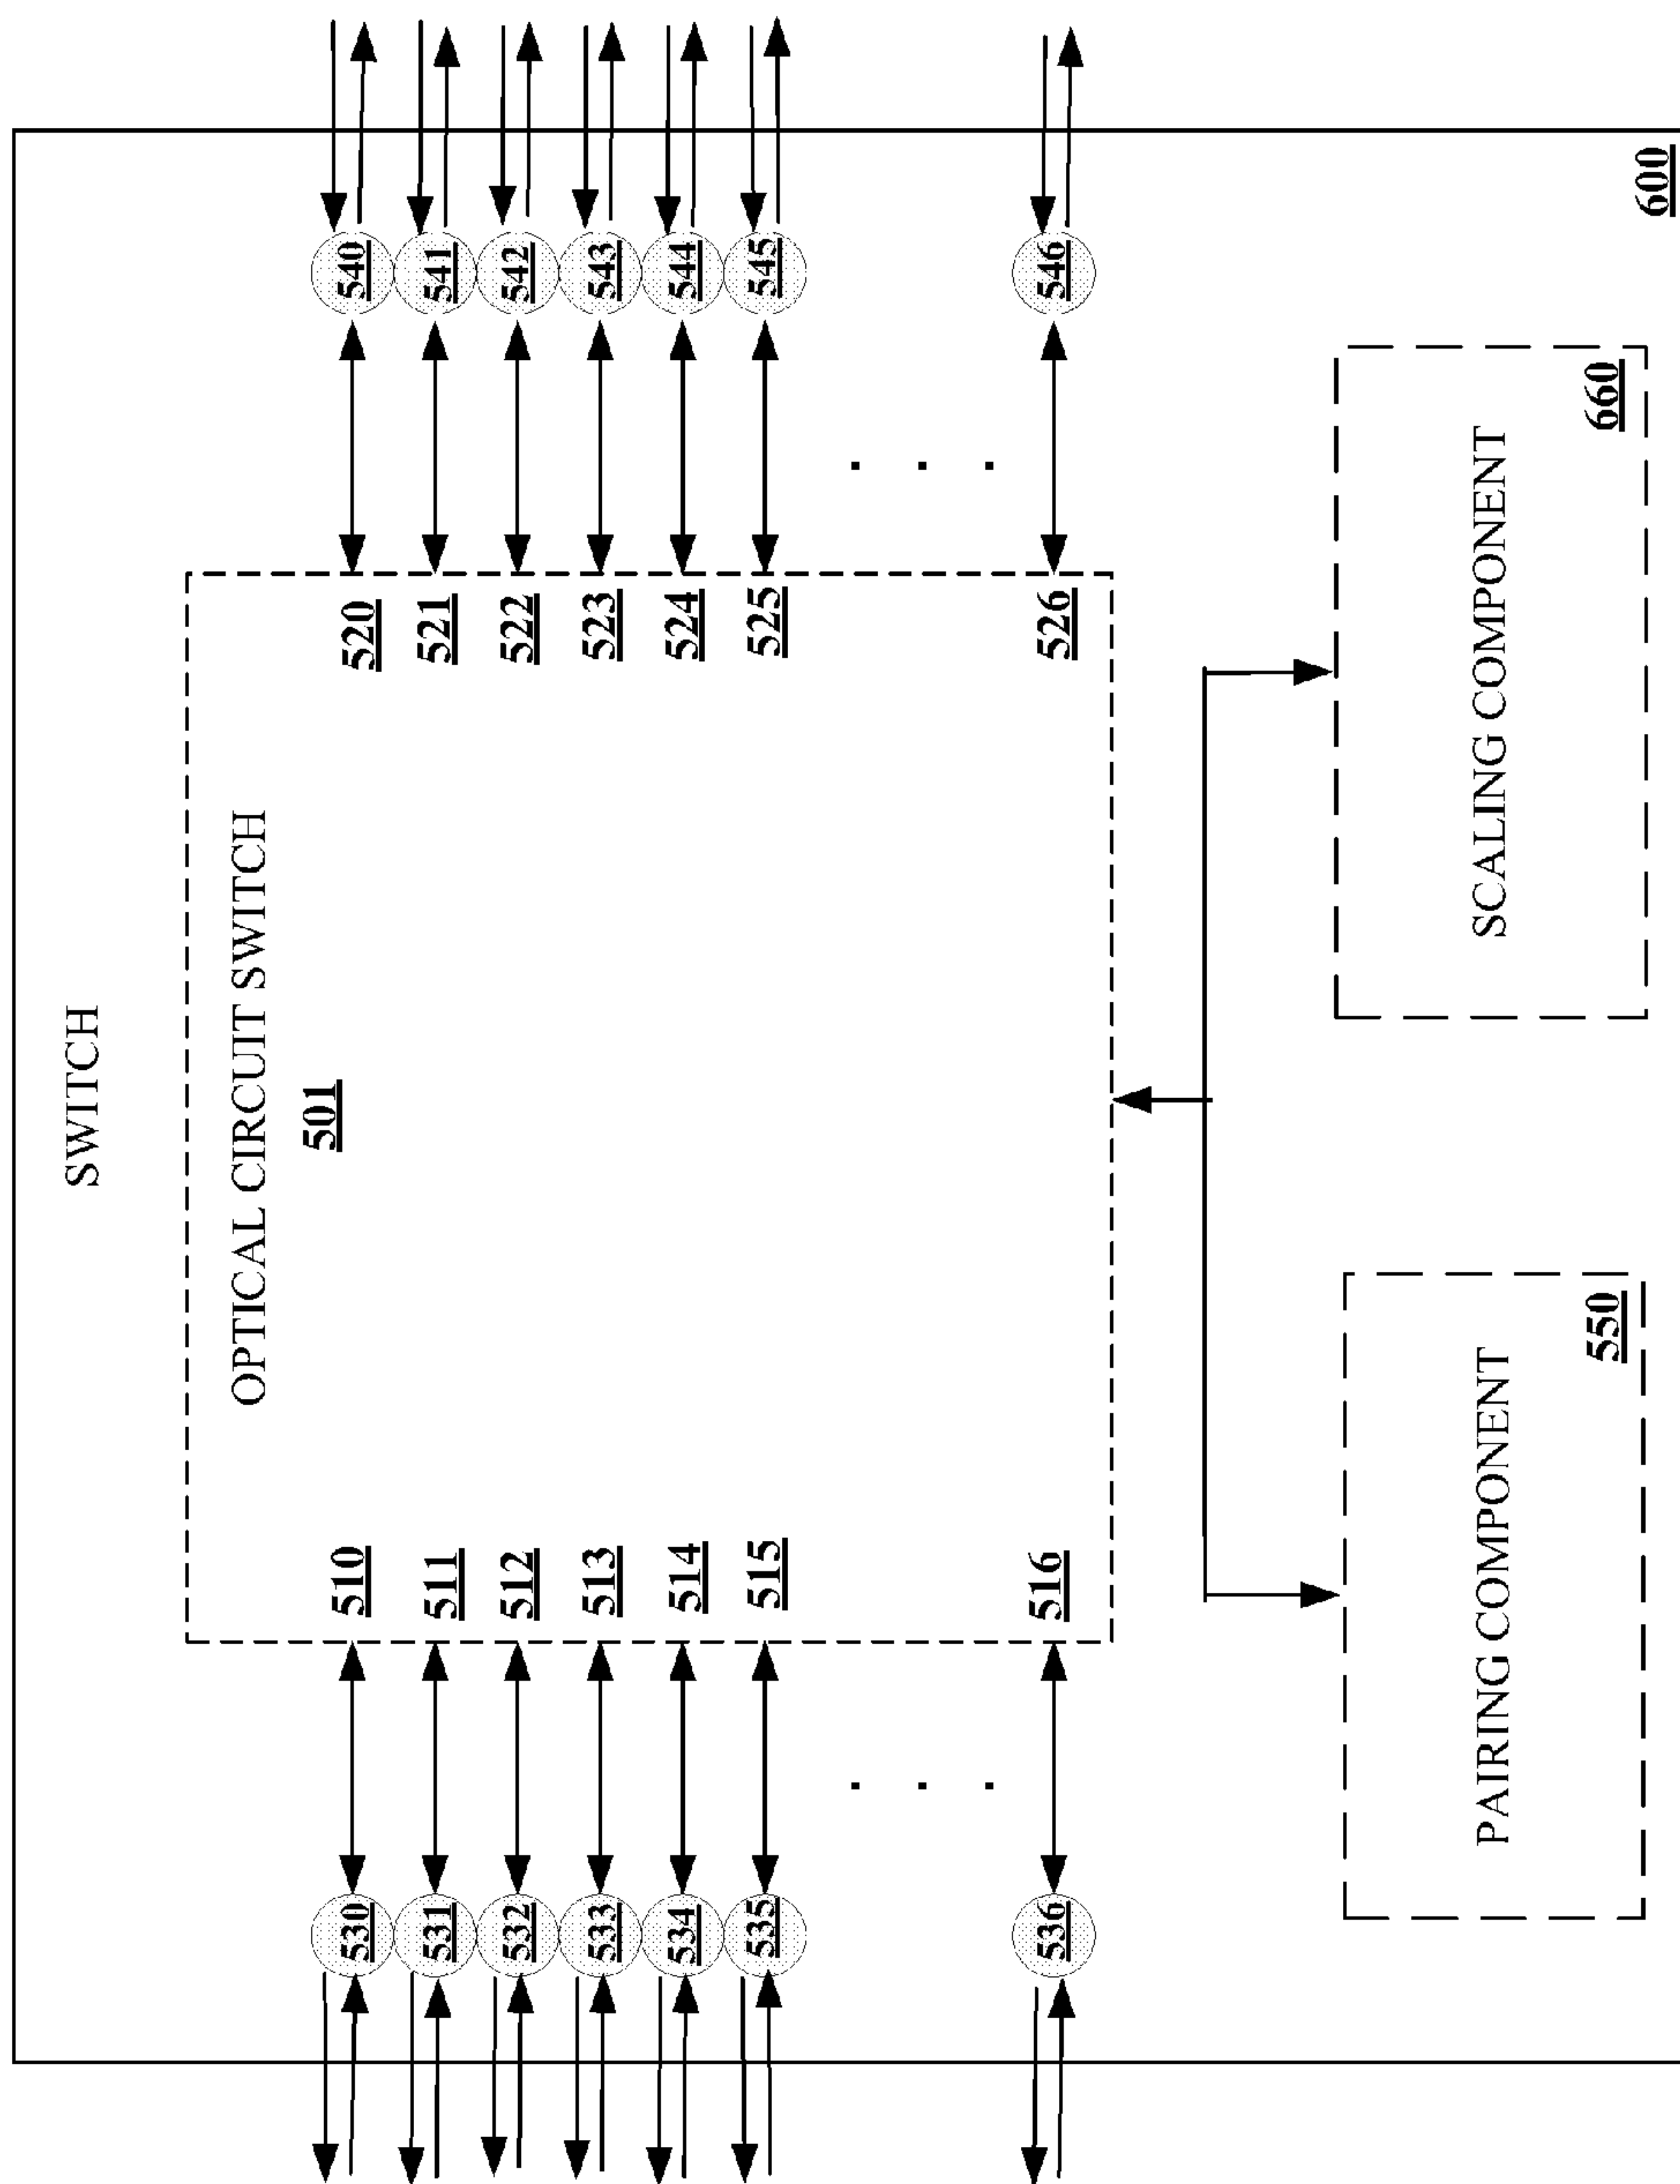 SWITCH
OPTICAL CIRCUIT SWITCH
501
530 510 520 540
531 511 521 541
532 512 522 542
533 513 523 543
534 514 524 544
535 515 525 545
. . . . . .
536 516 526 546
PAIRING COMPONENT
550
SCALING COMPONENT
660
600